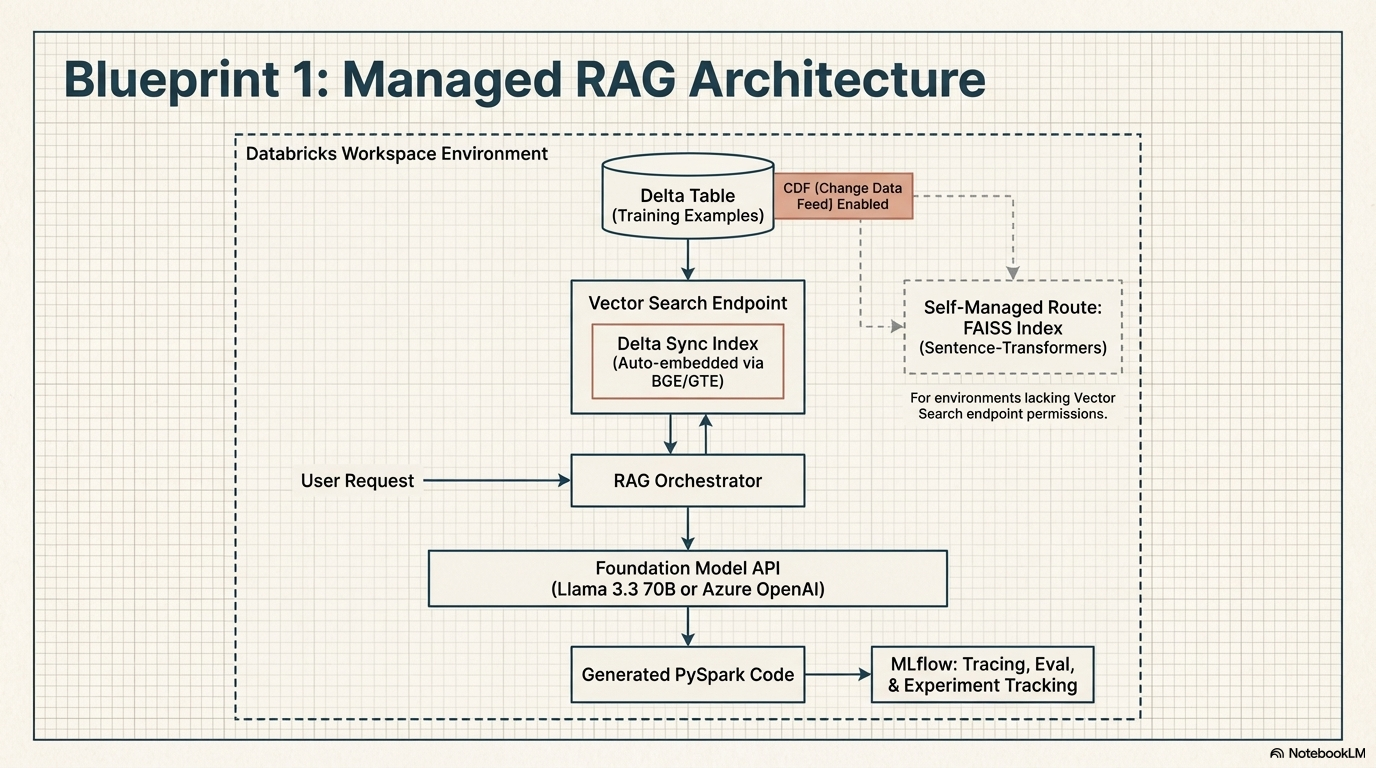 Blueprint 1: Managed RAG Architecture
Databricks Workspace Environment
Delta Table
(Training Examples)
CDF (Change Data
Feed) Enabled
Vector Search Endpoint
Delta Sync Index
(Auto-embedded via
BGE/GTE)
Self-Managed Route:
FAISS Index
(Sentence-Transformers)
For environments lacking Vector
Search endpoint permissions.
User Request
RAG Orchestrator
Foundation Model API
(Llama 3.3 70B or Azure OpenAI)
Generated PySpark Code
MLflow: Tracing, Eval,
& Experiment Tracking
NotebookLM